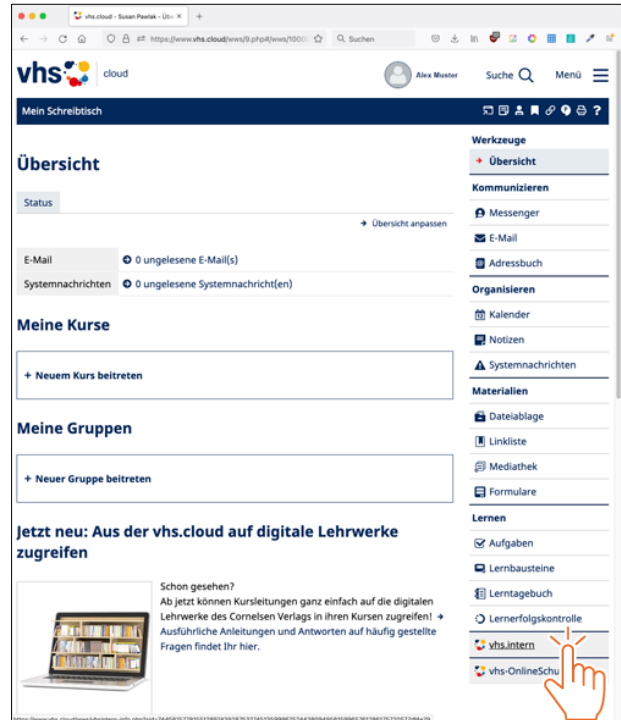 vhs.cloud - Susan Pawlak - Übe
https://www.vhs.cloud/wws/9.php#/wws/1000
Suchen
vhs cloud
Alex Muster
Suche
Menü
Mein Schreibtisch
Übersicht
Status
→ Übersicht anpassen
E-Mail 0 ungelesene E-Mail(s)
Systemnachrichten 0 ungelesene Systemnachricht(en)
Meine Kurse
+ Neuem Kurs beitreten
Meine Gruppen
+ Neuer Gruppe beitreten
Jetzt neu: Aus der vhs.cloud auf digitale Lehrwerke
zugreifen
Schon gesehen?
Ab jetzt können Kursleitungen ganz einfach auf die digitalen
Lehrwerke des Cornelsen Verlags in ihren Kursen zugreifen! →
Ausführliche Anleitungen und Antworten auf häufig gestellte
Fragen findet Ihr hier.
Werkzeuge
Übersicht
Kommunizieren
Messenger
E-Mail
Adressbuch
Organisieren
Kalender
Notizen
Systemnachrichten
Materialien
Dateiablage
Linkliste
Mediathek
Formulare
Lernen
Aufgaben
Lernbausteine
Lerntagebuch
Lernerfolgskontrolle
vhs.intern
vhs-OnlineSchu